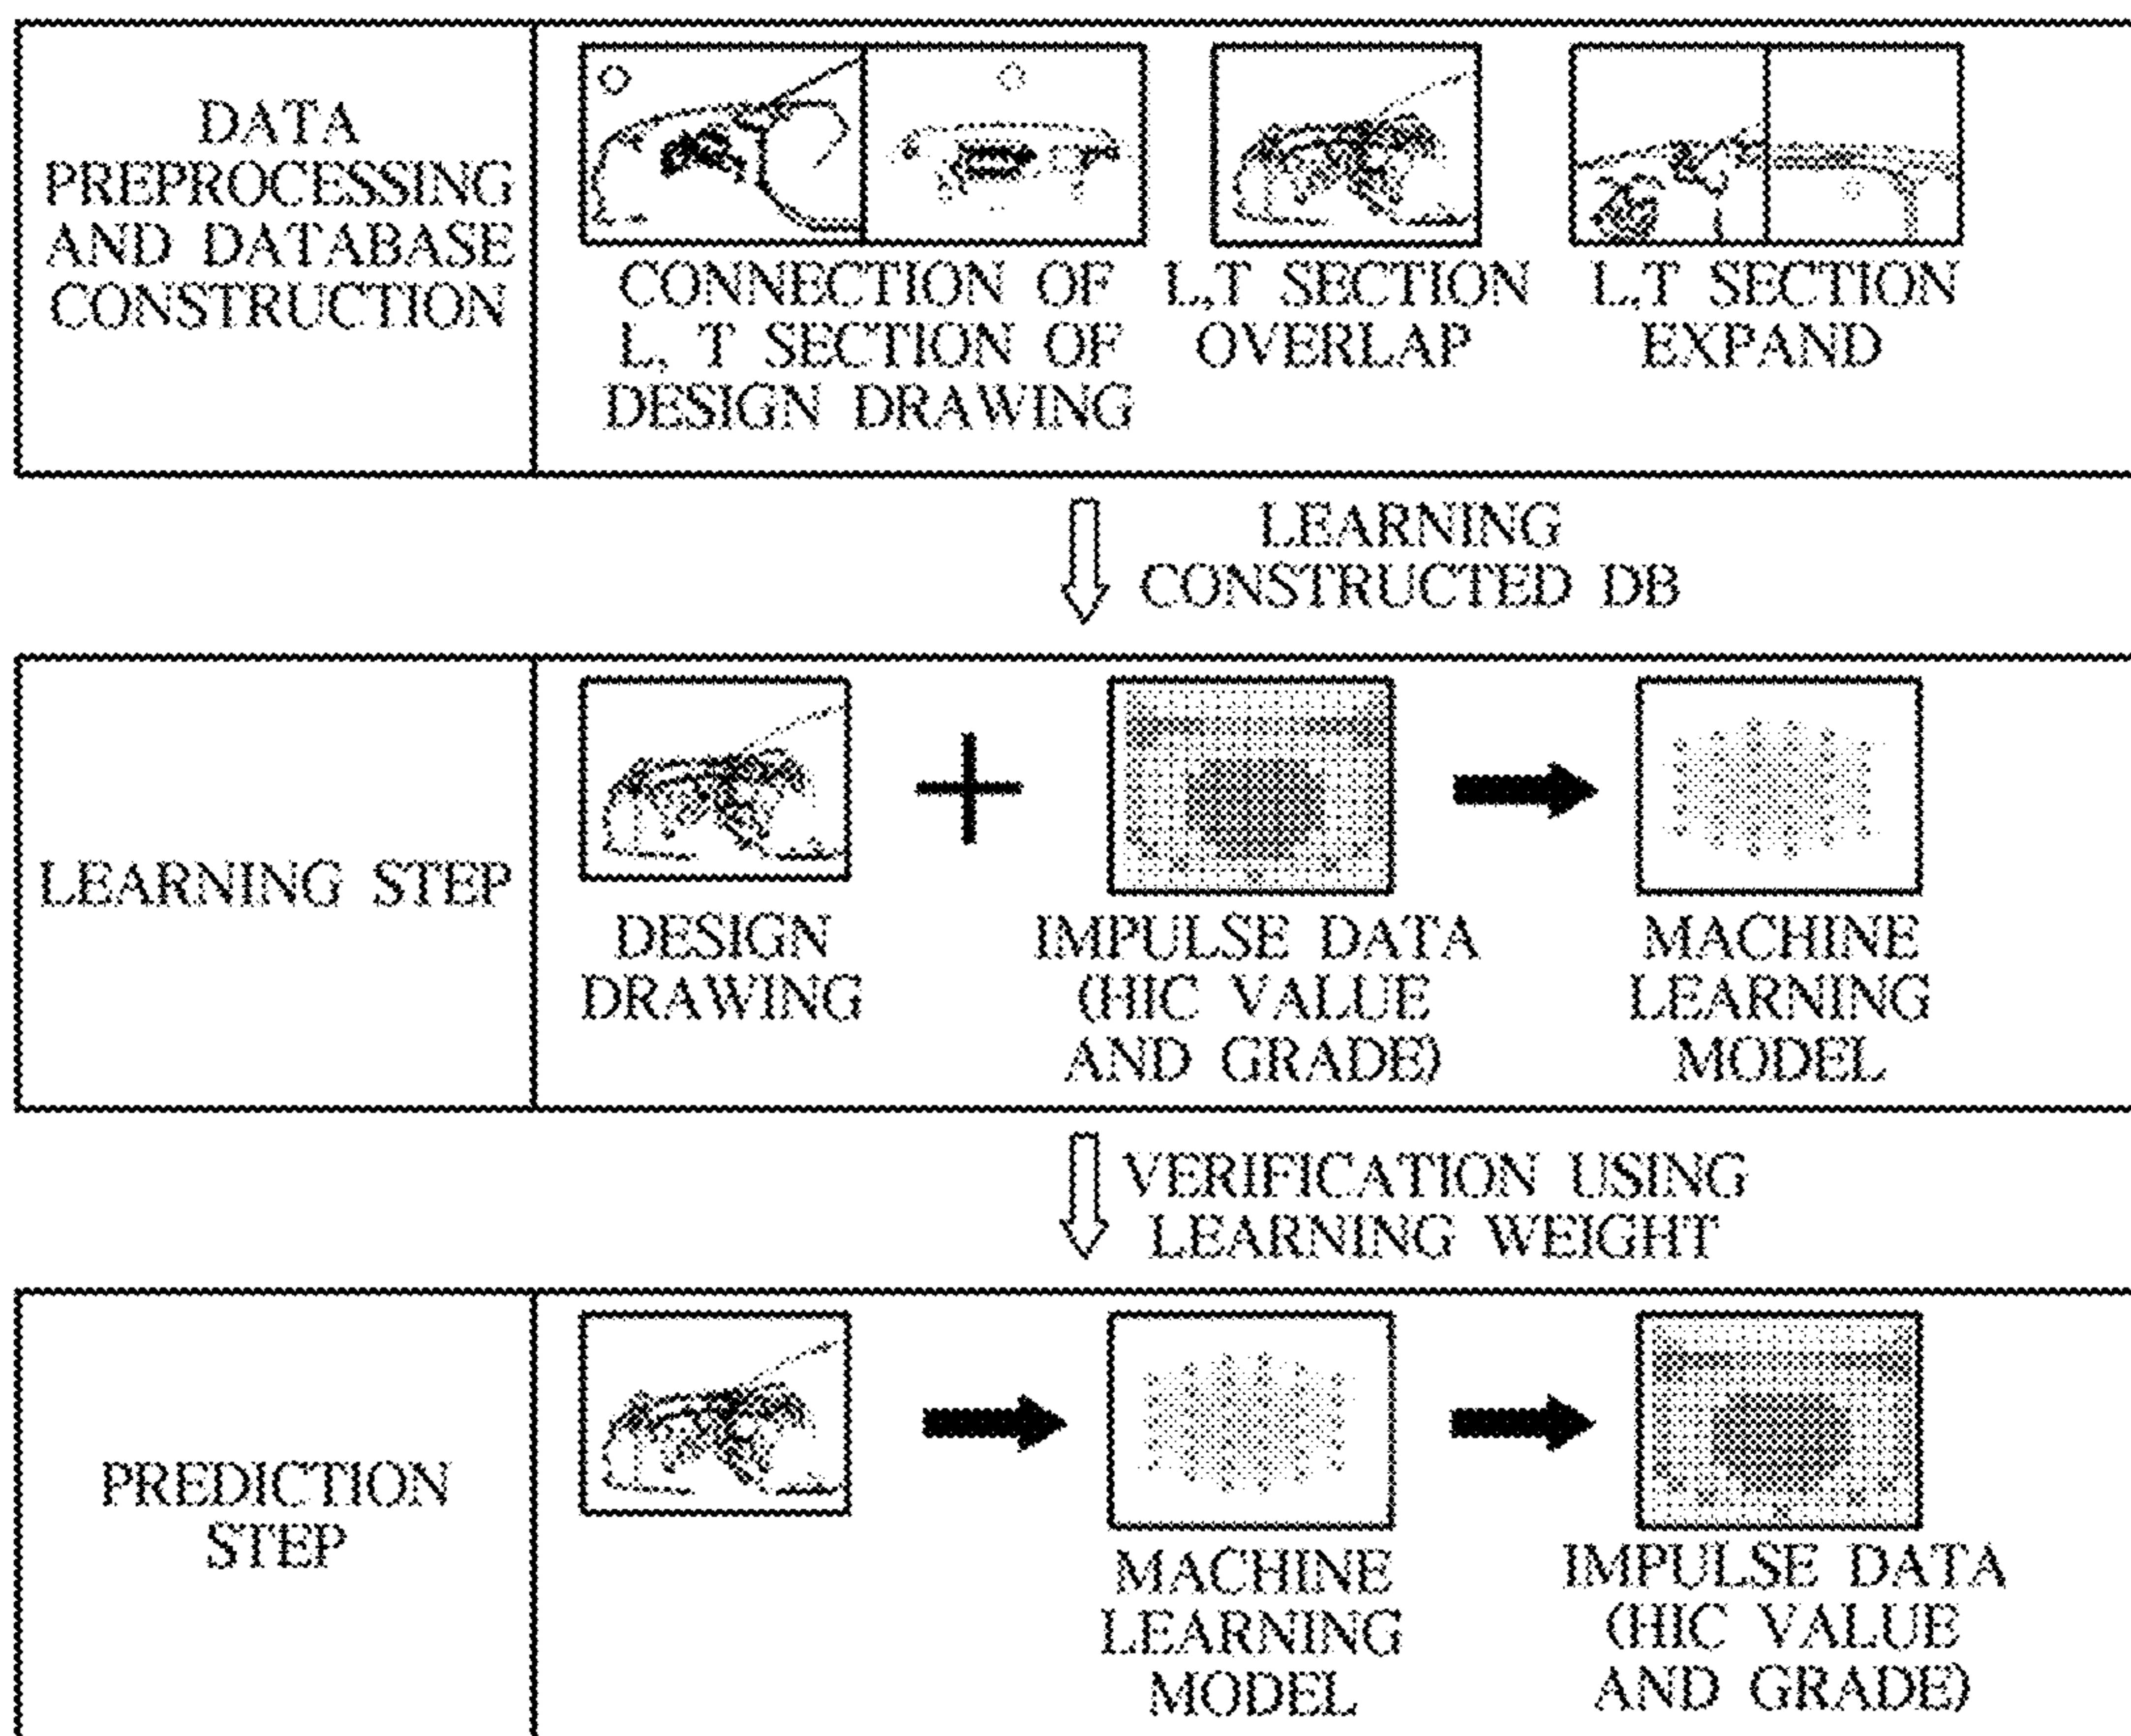 DATA
PREPROCESSING
AND DATABASE
CONSTRUCTION
CONNECTION OF
L, T SECTION OF
DESIGN DRAWING
L,T SECTION
OVERLAP
L,T SECTION
EXPAND
LEARNING
CONSTRUCTED DB
LEARNING STEP
DESIGN
DRAWING
IMPULSE DATA
(HIC VALUE
AND GRADE)
MACHINE
LEARNING
MODEL
VERIFICATION USING
LEARNING WEIGHT
PREDICTION
STEP
MACHINE
LEARNING
MODEL
IMPULSE DATA
(HIC VALUE
AND GRADE)